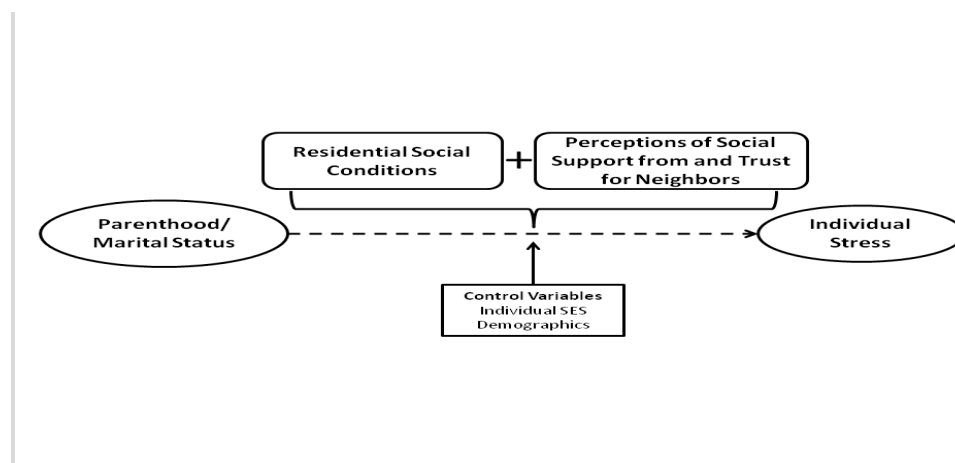 Residential Social
Conditions
+
Perceptions of Social
Support from and Trust
for Neighbors
Parenthood/
Marital Status
Individual
Stress
Control Variables
Individual SES
Demographics